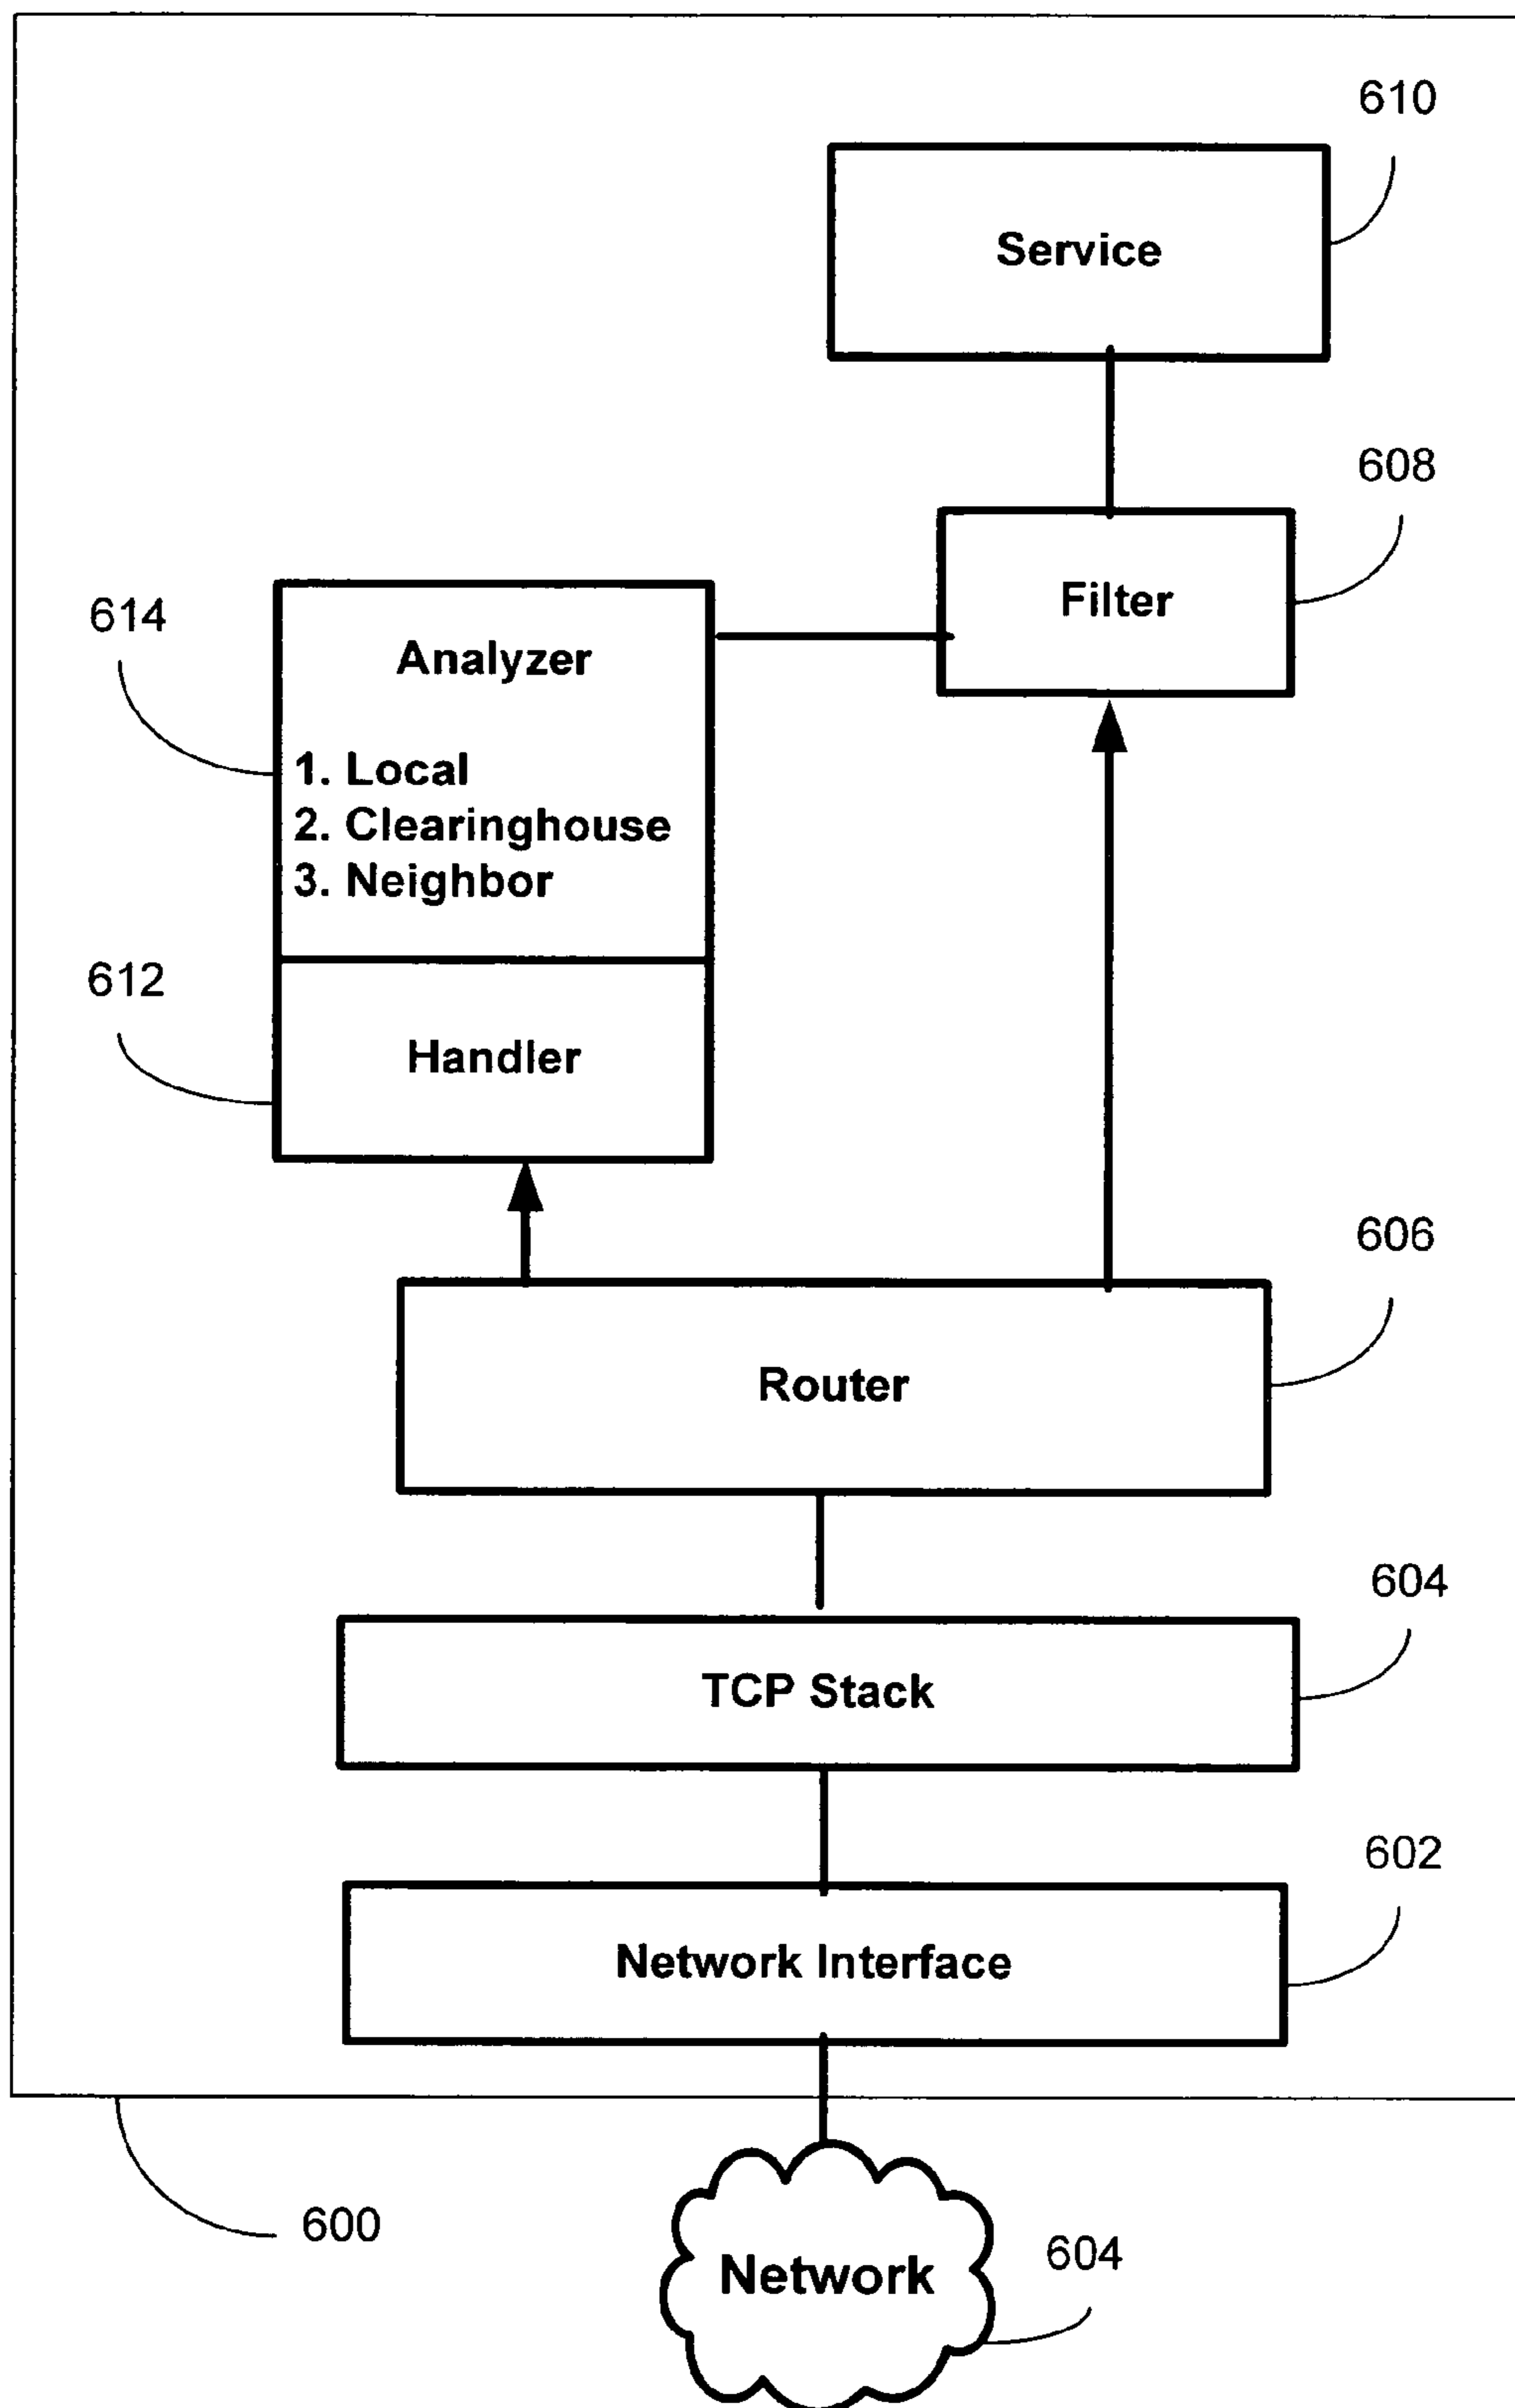 610
Service
608
Filter
614
Analyzer
1. Local
2. Clearinghouse
3. Neighbor
612
Handler
606
Router
604
TCP Stack
602
Network Interface
600
604
Network